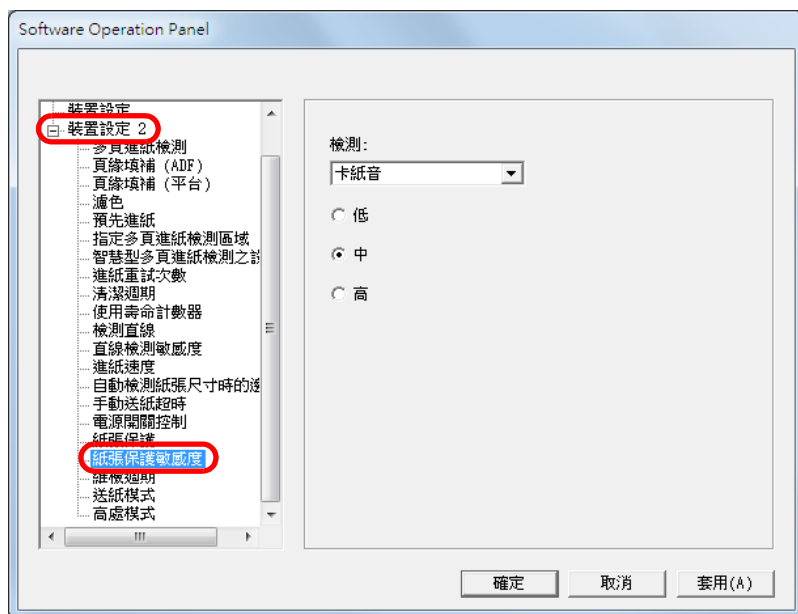 Software Operation Panel
裝置設定
裝置設定 2
多頁進紙檢測
頁緣填補 (ADF)
頁緣填補 (平台)
濾色
預先進紙
指定多頁進紙檢測區域
智慧型多頁進紙檢測之設
進紙重試次數
清潔週期
使用壽命計數器
檢測直線
直線檢測敏感度
進紙速度
自動檢測紙張尺寸時的邊
手動送紙超時
電源開關控制
紙張保護
紙張保護敏感度
維檢週期
送紙模式
高處模式
檢測:
卡紙音
低
中
高
確定
取消
套用(A)